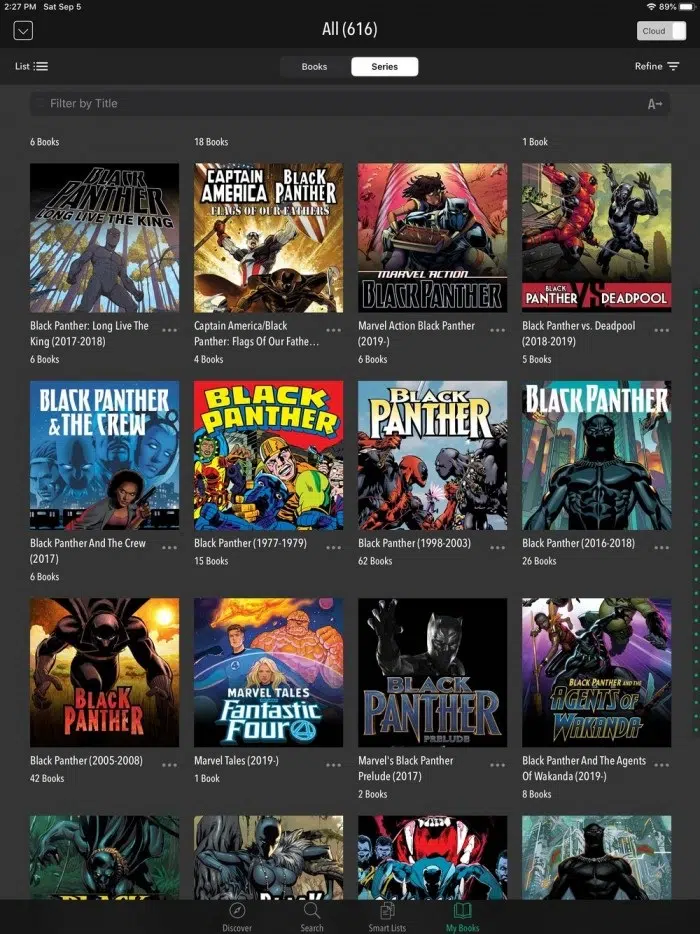 2:27 PM Sat Sep 5
89%
All (616)
Cloud
List
Books
Series
Refine
Filter by Title
A
6 Books
18 Books
1 Book
BLACK PANTHER
LONG LIVE THE KING
CAPTAIN AMERICA BLACK PANTHER
FLAGS OF OUR FATHERS
MARVEL ACTION
BLACK PANTHER
BLACK PANTHER VS DEADPOOL
Black Panther: Long Live The
King (2017-2018)
6 Books
Captain America/Black
Panther: Flags Of Our Fathe...
4 Books
Marvel Action Black Panther
(2019-)
6 Books
Black Panther vs. Deadpool
(2018-2019)
5 Books
BLACK PANTHER
& THE CREW
BLACK
PANTHER
BLACK
PANTHER
BLACK PANTHER
Black Panther And The Crew
(2017)
6 Books
Black Panther (1977-1979)
15 Books
Black Panther (1998-2003)
62 Books
Black Panther (2016-2018)
26 Books
BLACK
PANTHER
MARVEL TALES
FANTASTIC
FOUR
4
BLACK
PANTHER
PRELUDE
BLACK PANTHER AND THE
AGENTS OF
WAKANDA
Black Panther (2005-2008)
42 Books
Marvel Tales (2019-)
1 Book
Marvel's Black Panther
Prelude (2017)
2 Books
Black Panther And The Agents
Of Wakanda (2019-)
8 Books
Discover
Search
Smart Lists
My Books